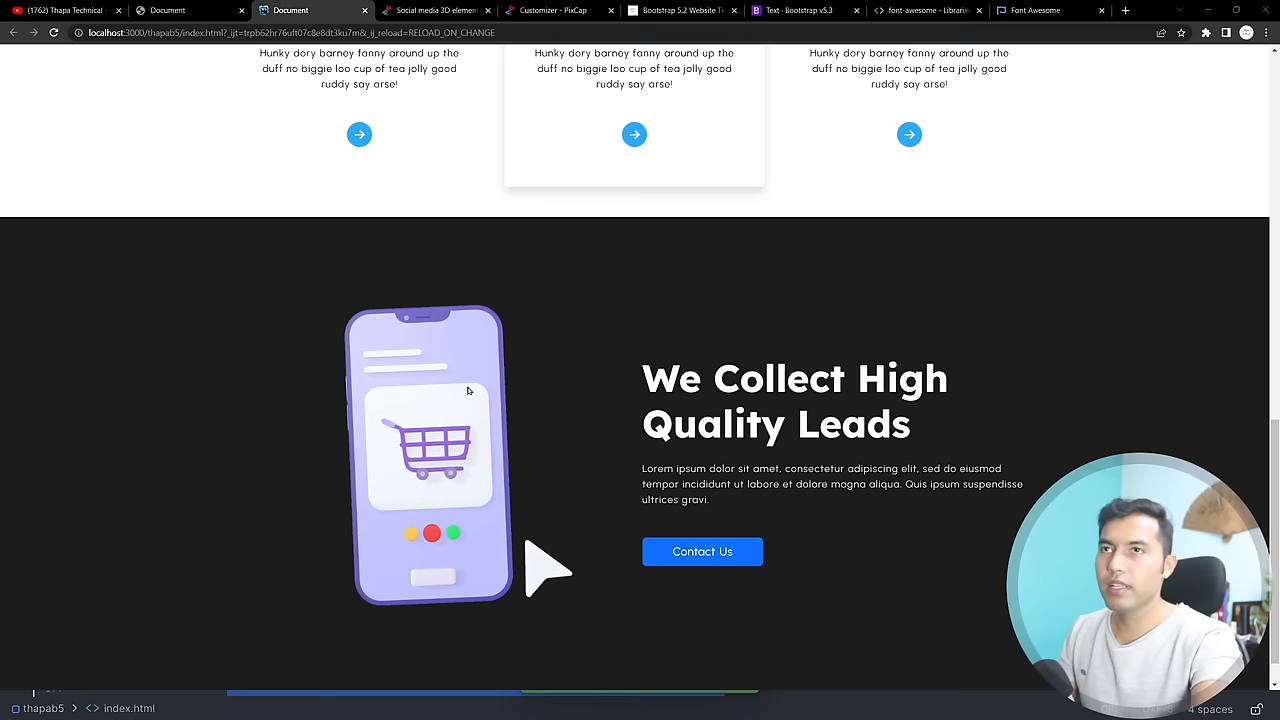 (1762) Thapa Technical -
Document
Document
Social media 3D element
Customizer - PixCap
Bootstrap 5.2 Website Tu
Text · Bootstrap v5.3
font-awesome - Libraries
Font Awesome
localhost:3000/thapab5/index.html?_ijt=trpb62hr76uft07c8e8dt3ku7m&_ij_reload=RELOAD_ON_CHANGE
Hunky dory barney fanny around up the
duff no biggie loo cup of tea jolly good
ruddy say arse!
Hunky dory barney fanny around up the
duff no biggie loo cup of tea jolly good
ruddy say arse!
Hunky dory barney fanny around up the
duff no biggie loo cup of tea jolly good
ruddy say arse!
We Collect High
Quality Leads
Lorem ipsum dolor sit amet, consectetur adipiscing elit, sed do eiusmod
tempor incididunt ut labore et dolore magna aliqua. Quis ipsum suspendisse
ultrices gravi.
Contact Us
thapab5 > index.html
4 spaces